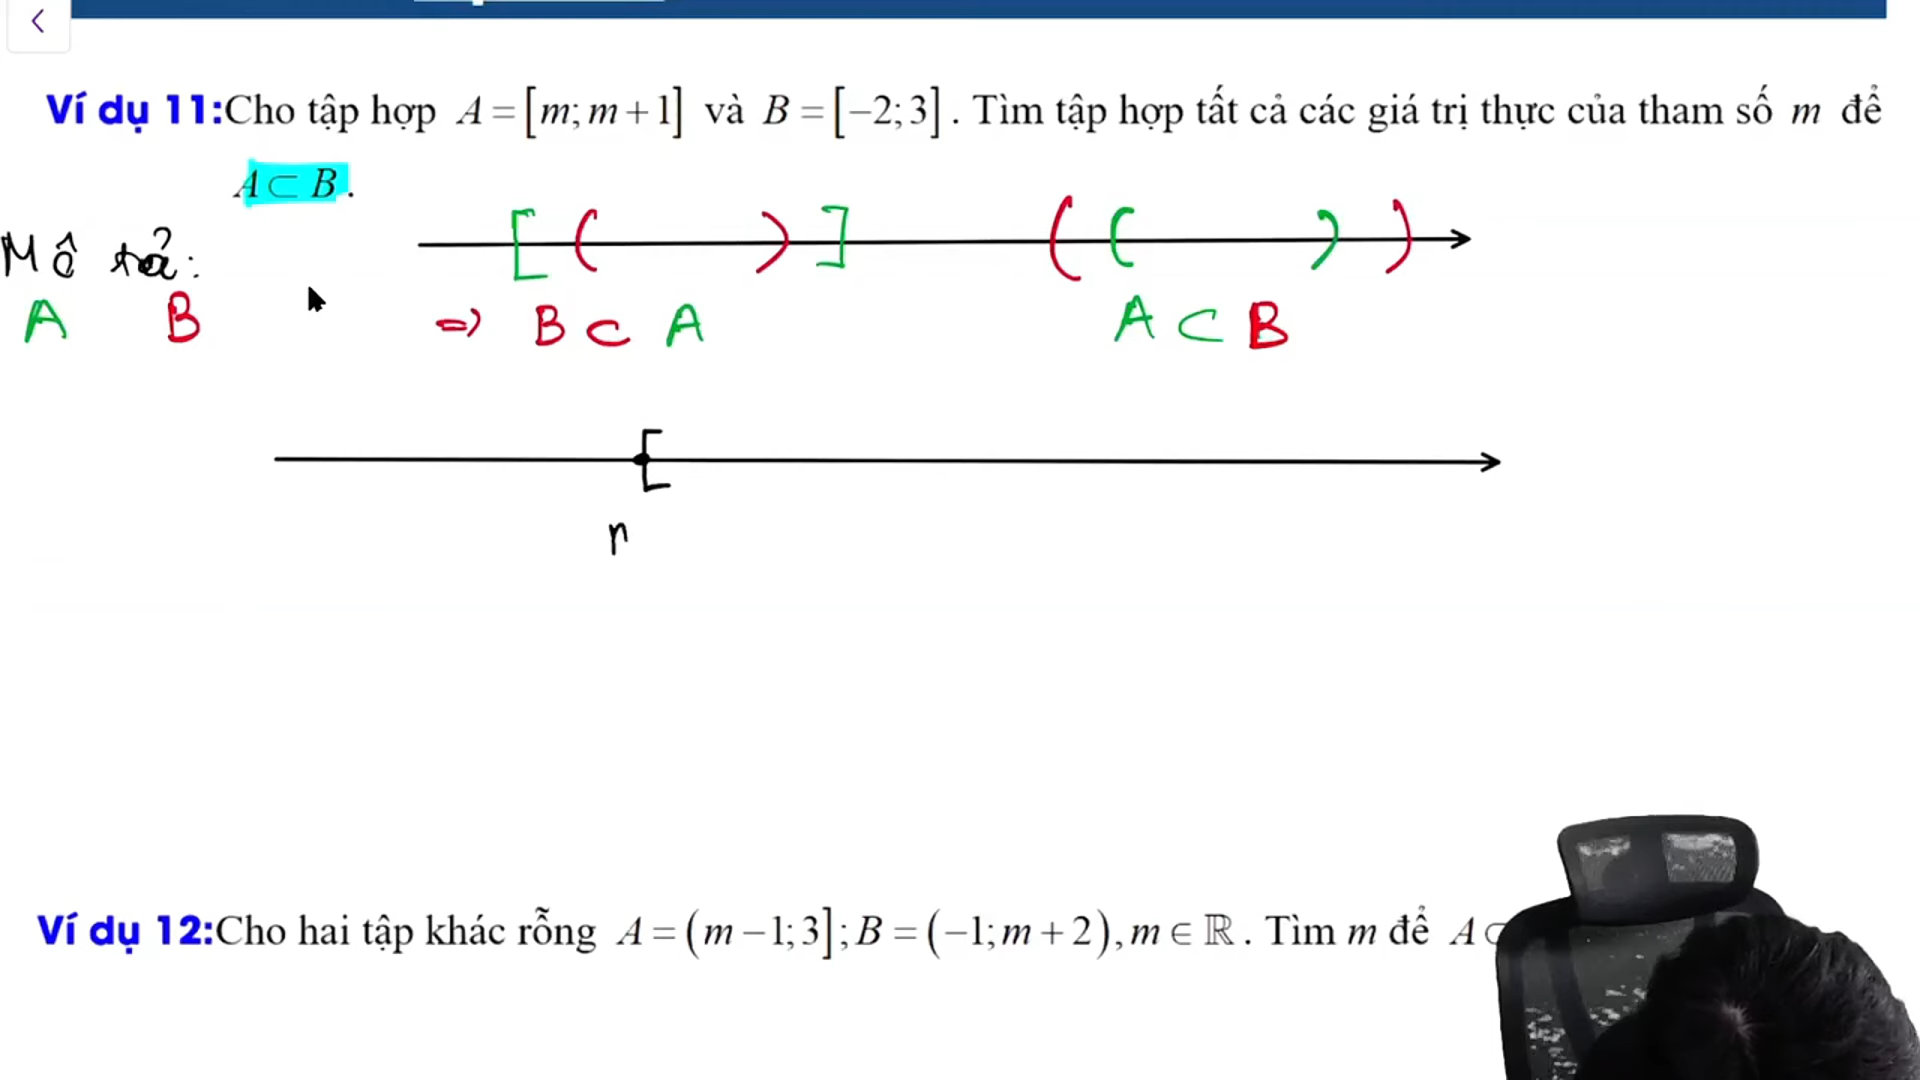 Ví dụ 11:Cho tập hợp A = [m; m + 1] và B = [−2; 3]. Tìm tập hợp tất cả các giá trị thực của tham số m để
A ⊂ B.
[ ( ) ] ( ( ) )
Mô tả:
A B ⇒ B ⊂ A A ⊂ B
[
Ví dụ 12:Cho hai tập khác rỗng A = (m − 1; 3]; B = (−1; m + 2), m ∈ ℝ. Tìm m để A